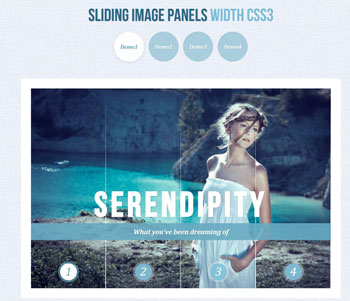 SLIDING IMAGE PANELS WIDTH CSS3
Demo1 Demo2 Demo3 Demo4
SERENDIPITY
What you've been dreaming of
1 2 3 4